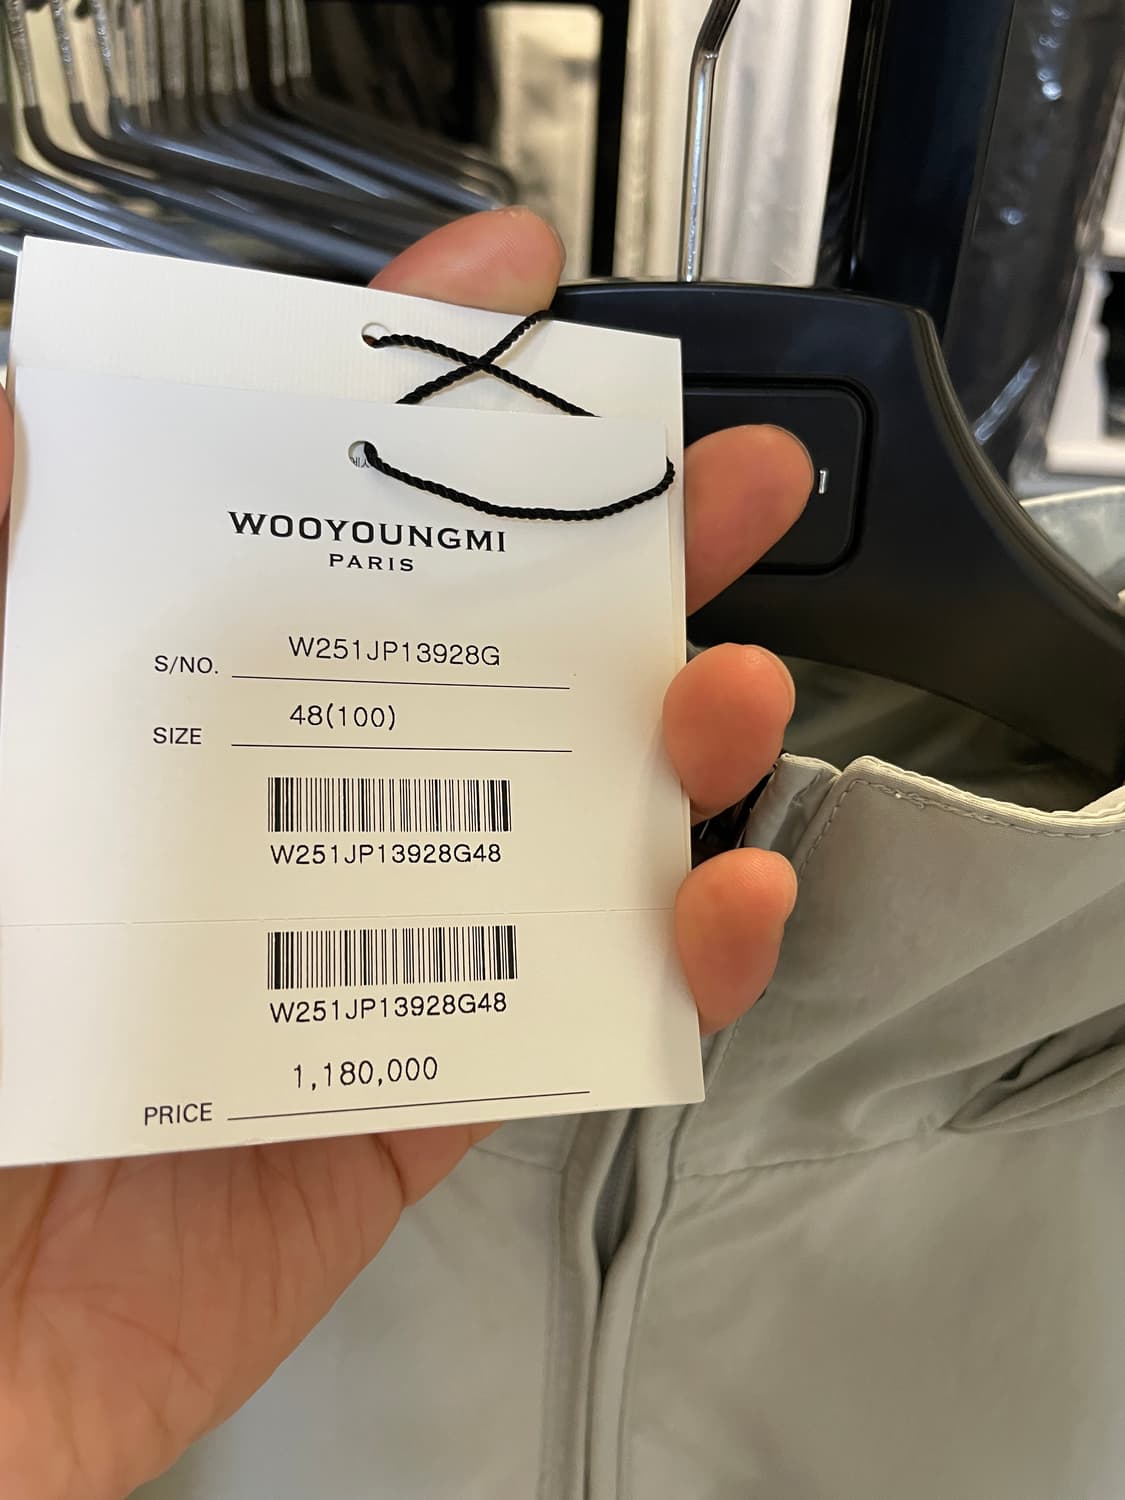 WOOYOUNGMI
PARIS
S/NO. W251JP13928G
SIZE 48(100)
W251JP13928G48
W251JP13928G48
1,180,000
PRICE